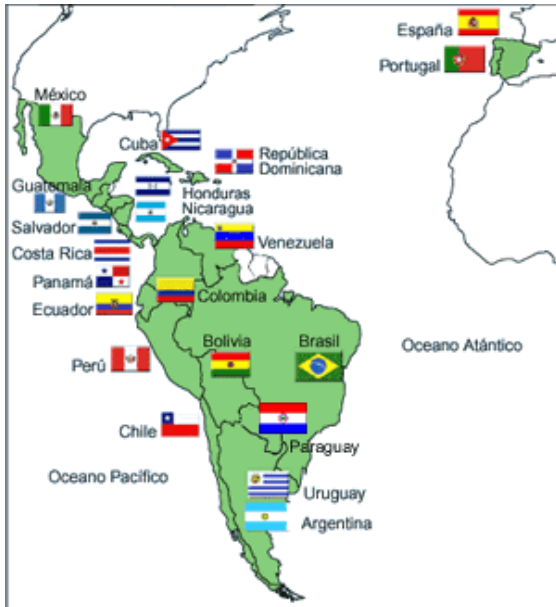 España
Portugal
México
Cuba
República
Dominicana
Guatemala
Honduras
Nicaragua
Salvador
Costa Rica
Venezuela
Panamá
Ecuador
Colombia
Bolivia
Brasil
Oceano Atántico
Perú
Chile
Paraguay
Oceano Pacífico
Uruguay
Argentina